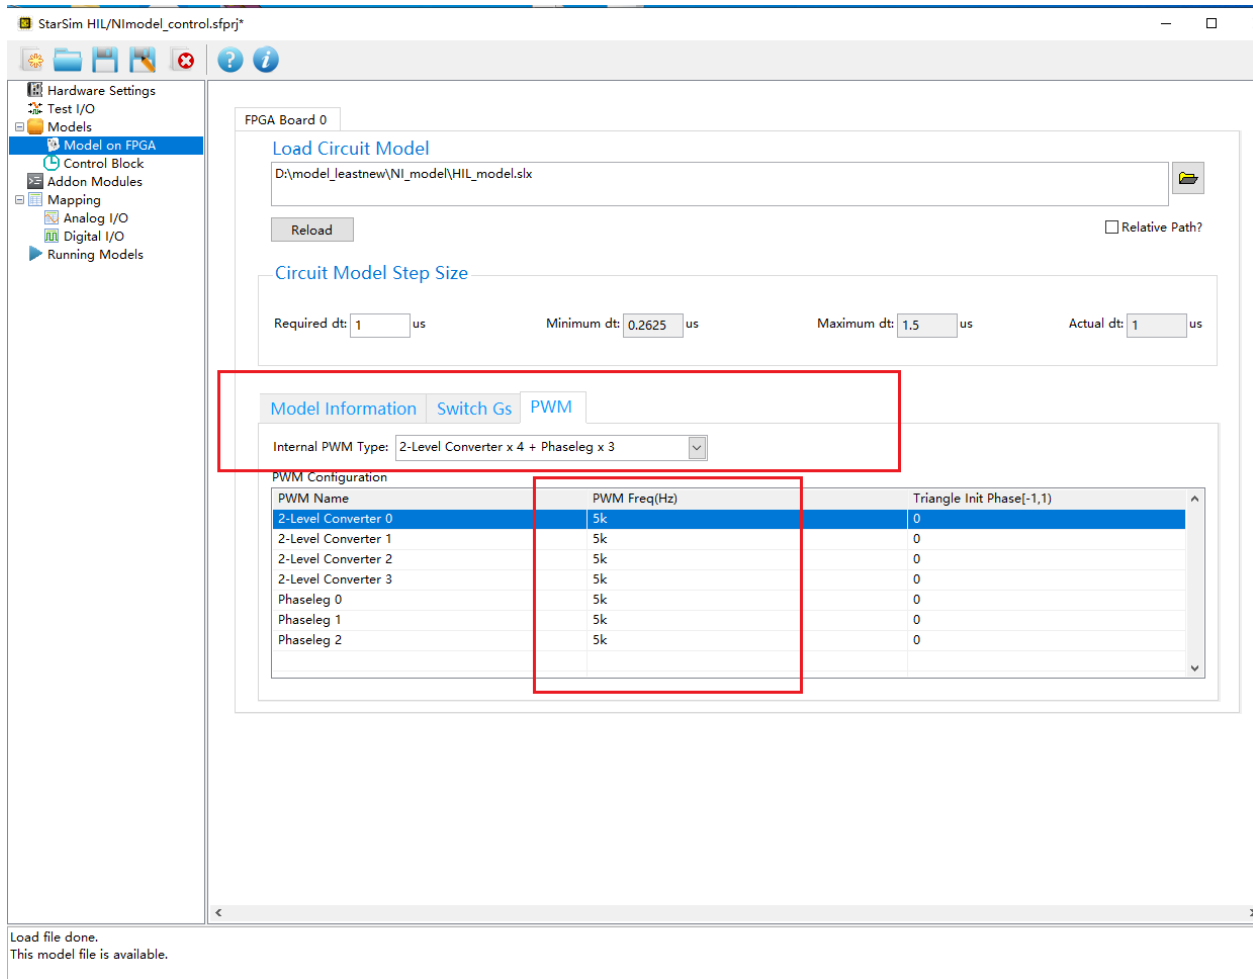 StarSim HIL/NImodel_control.sfprj*
Hardware Settings
Test I/O
Models
Model on FPGA
Control Block
Addon Modules
Mapping
Analog I/O
Digital I/O
Running Models
FPGA Board 0
Load Circuit Model
D:\model_leastnew\NI_model\HIL_model.slx
Reload
Relative Path?
Circuit Model Step Size
Required dt: 1 us Minimum dt: 0.2625 us Maximum dt: 1.5 us Actual dt: 1 us
Model Information Switch Gs PWM
Internal PWM Type: 2-Level Converter x 4 + Phaseleg x 3
PWM Configuration
PWM Name PWM Freq(Hz) Triangle Init Phase[-1,1)
2-Level Converter 0 5k 0
2-Level Converter 1 5k 0
2-Level Converter 2 5k 0
2-Level Converter 3 5k 0
Phaseleg 0 5k 0
Phaseleg 1 5k 0
Phaseleg 2 5k 0
Load file done.
This model file is available.